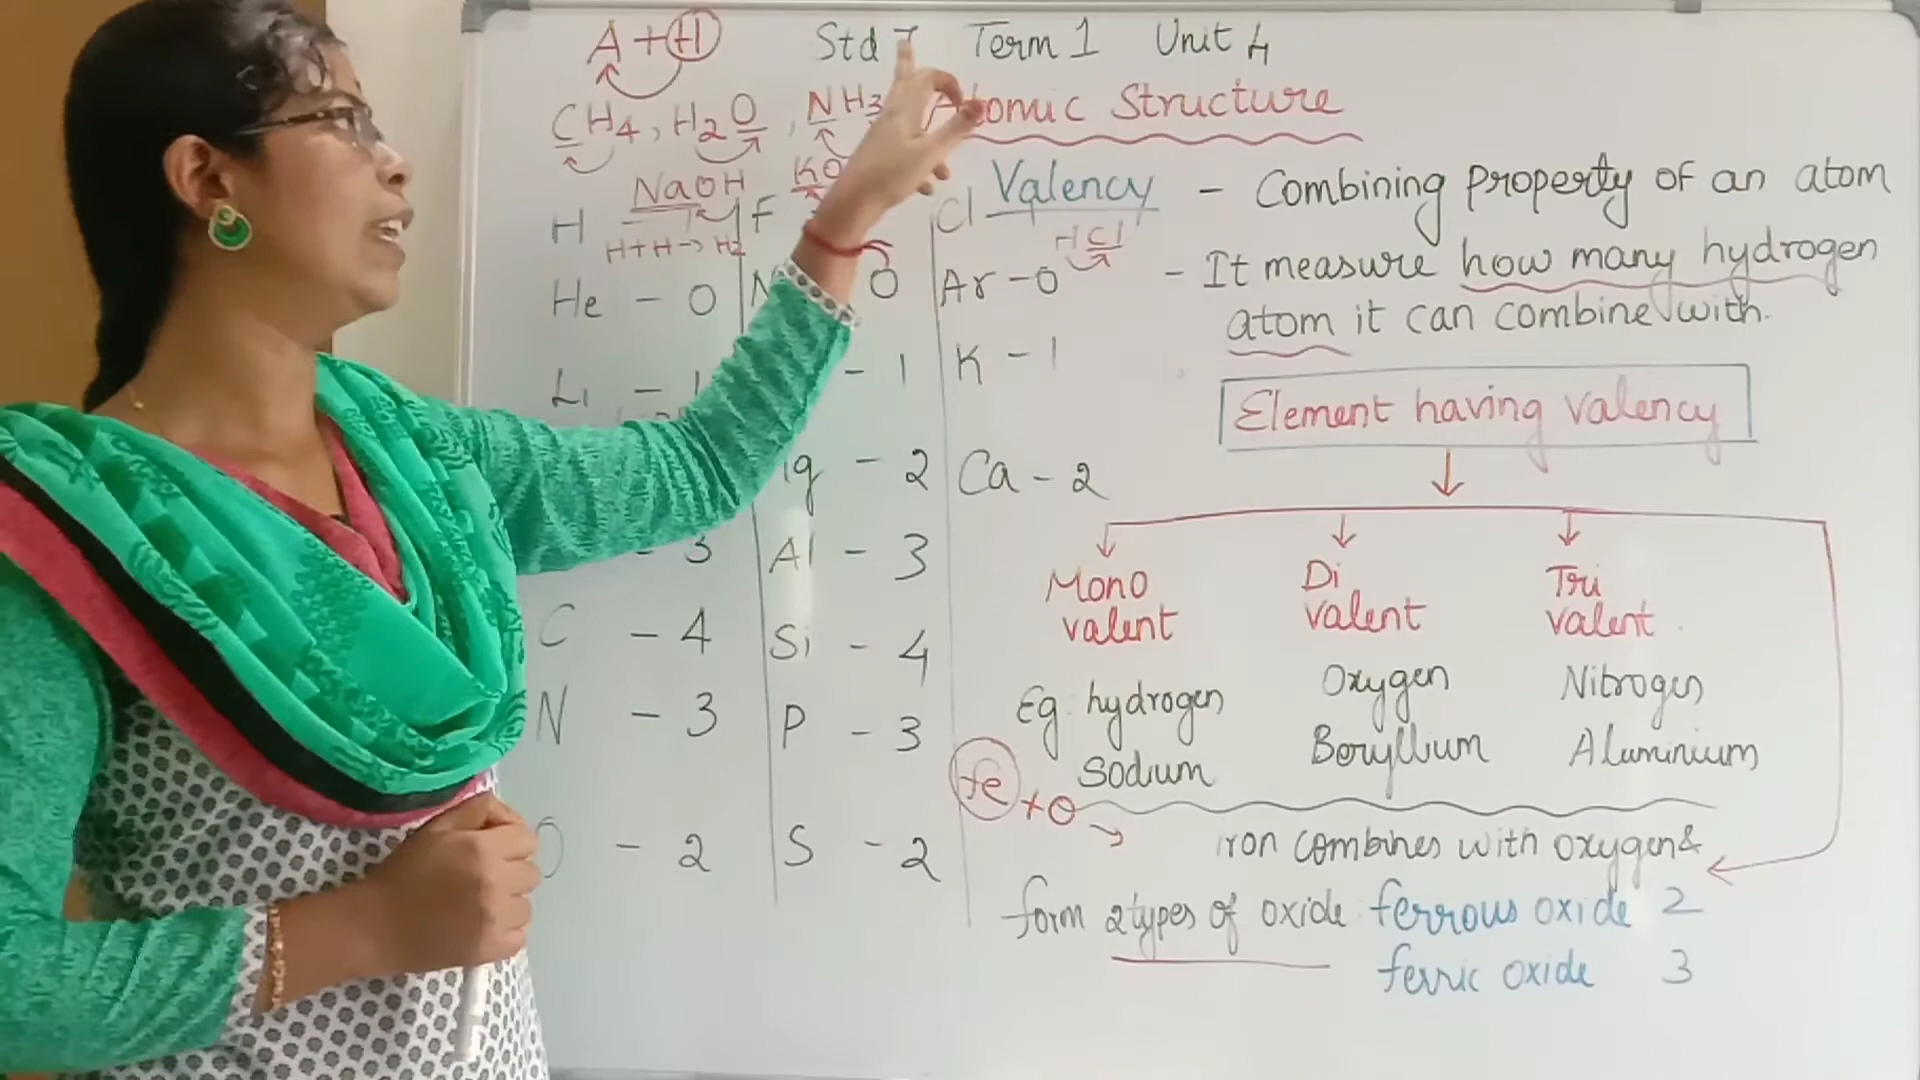 A + H
Std 7 Term 1 Unit 4
CH4, H2O, NH3
Atomic Structure
NaOH
Valency - Combining property of an atom
H
F
Cl
H+H→H2
HCl
- It measure how many hydrogen
atom it can combine with.
He - 0
0
Ar - 0
Li - 1
- 1
K - 1
Element having valency
- 2
Ca - 2
- 3
Al - 3
Mono valent
Di valent
Tri valent
C - 4
Si - 4
Eg: hydrogen
Oxygen
Nitrogen
N - 3
P - 3
Sodium
Beryllium
Aluminium
Fe + O →
iron combines with oxygen &
O - 2
S - 2
form 2 types of oxide ferrous oxide 2
ferric oxide 3